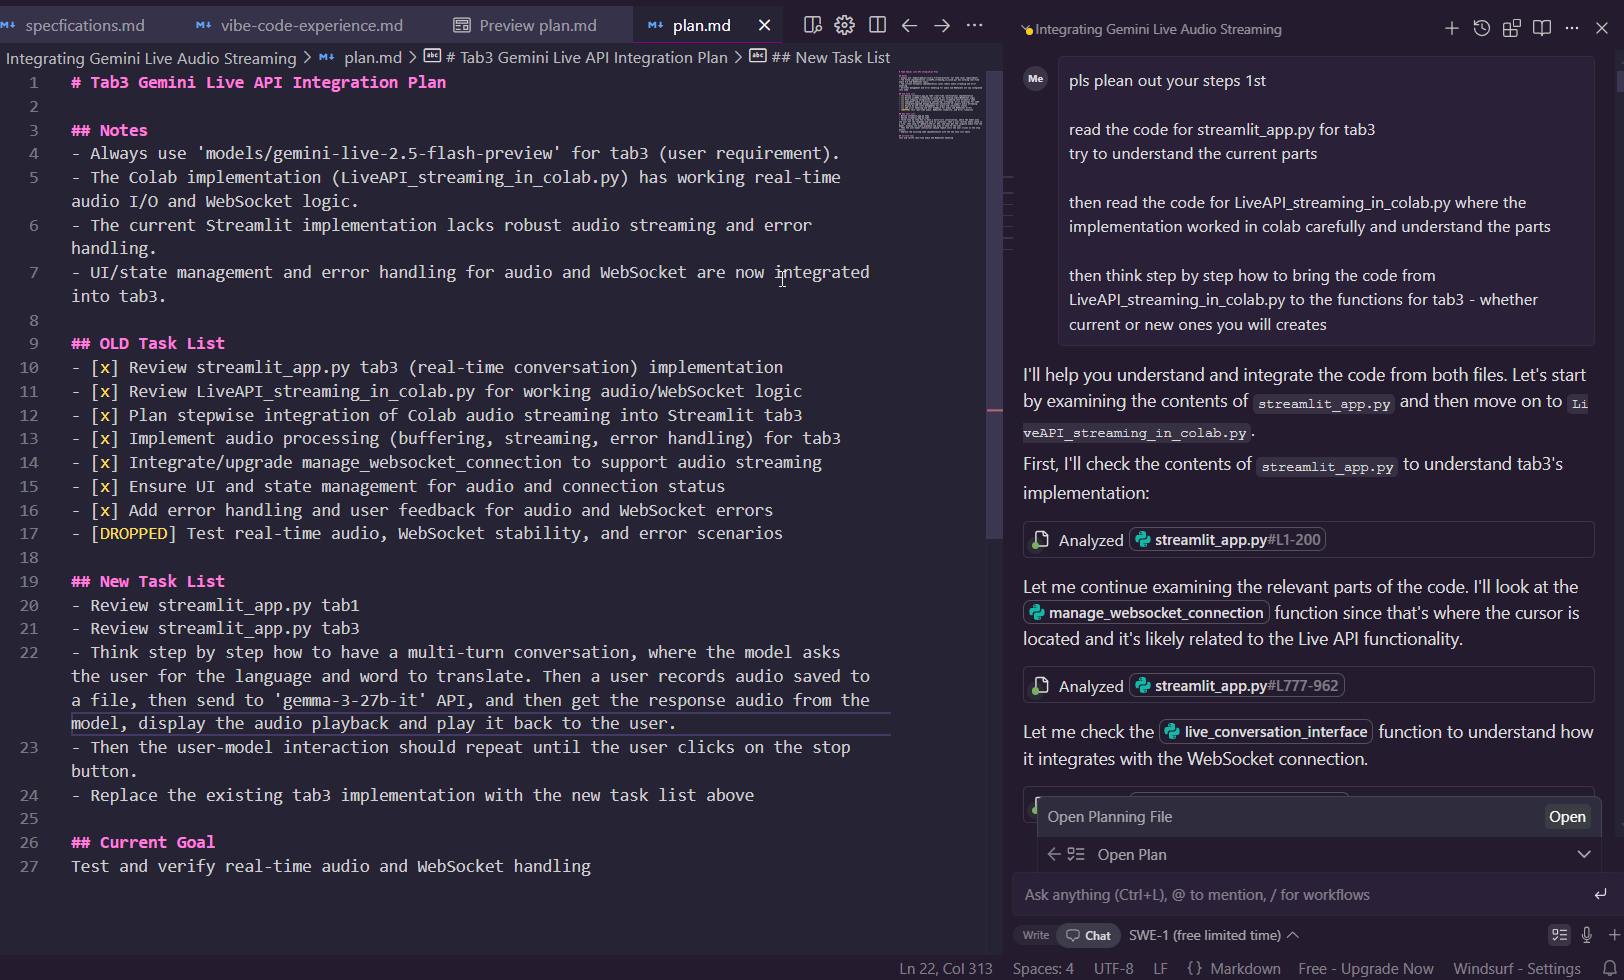 specfications.md
vibe-code-experience.md
Preview plan.md
plan.md
Integrating Gemini Live Audio Streaming > plan.md > # Tab3 Gemini Live API Integration Plan > ## New Task List
1 # Tab3 Gemini Live API Integration Plan
2
3 ## Notes
4 - Always use 'models/gemini-live-2.5-flash-preview' for tab3 (user requirement).
5 - The Colab implementation (LiveAPI_streaming_in_colab.py) has working real-time
audio I/O and WebSocket logic.
6 - The current Streamlit implementation lacks robust audio streaming and error
handling.
7 - UI/state management and error handling for audio and WebSocket are now integrated
into tab3.
8
9 ## OLD Task List
10 - [x] Review streamlit_app.py tab3 (real-time conversation) implementation
11 - [x] Review LiveAPI_streaming_in_colab.py for working audio/WebSocket logic
12 - [x] Plan stepwise integration of Colab audio streaming into Streamlit tab3
13 - [x] Implement audio processing (buffering, streaming, error handling) for tab3
14 - [x] Integrate/upgrade manage_websocket_connection to support audio streaming
15 - [x] Ensure UI and state management for audio and connection status
16 - [x] Add error handling and user feedback for audio and WebSocket errors
17 - [DROPPED] Test real-time audio, WebSocket stability, and error scenarios
18
19 ## New Task List
20 - Review streamlit_app.py tab1
21 - Review streamlit_app.py tab3
22 - Think step by step how to have a multi-turn conversation, where the model asks
the user for the language and word to translate. Then a user records audio saved to
a file, then send to 'gemma-3-27b-it' API, and then get the response audio from the
model, display the audio playback and play it back to the user.
23 - Then the user-model interaction should repeat until the user clicks on the stop
button.
24 - Replace the existing tab3 implementation with the new task list above
25
26 ## Current Goal
27 Test and verify real-time audio and WebSocket handling
Integrating Gemini Live Audio Streaming
Me
pls plean out your steps 1st
read the code for streamlit_app.py for tab3
try to understand the current parts
then read the code for LiveAPI_streaming_in_colab.py where the
implementation worked in colab carefully and understand the parts
then think step by step how to bring the code from
LiveAPI_streaming_in_colab.py to the functions for tab3 - whether
current or new ones you will creates
I'll help you understand and integrate the code from both files. Let's start
by examining the contents of streamlit_app.py and then move on to Li
veAPI_streaming_in_colab.py.
First, I'll check the contents of streamlit_app.py to understand tab3's
implementation:
Analyzed streamlit_app.py#L1-200
Let me continue examining the relevant parts of the code. I'll look at the
manage_websocket_connection function since that's where the cursor is
located and it's likely related to the Live API functionality.
Analyzed streamlit_app.py#L777-962
Let me check the live_conversation_interface function to understand how
it integrates with the WebSocket connection.
Open Planning File
Open
Open Plan
Ask anything (Ctrl+L), @ to mention, / for workflows
Write Chat SWE-1 (free limited time)
Ln 22, Col 313 Spaces: 4 UTF-8 LF {} Markdown Free - Upgrade Now Windsurf - Settings